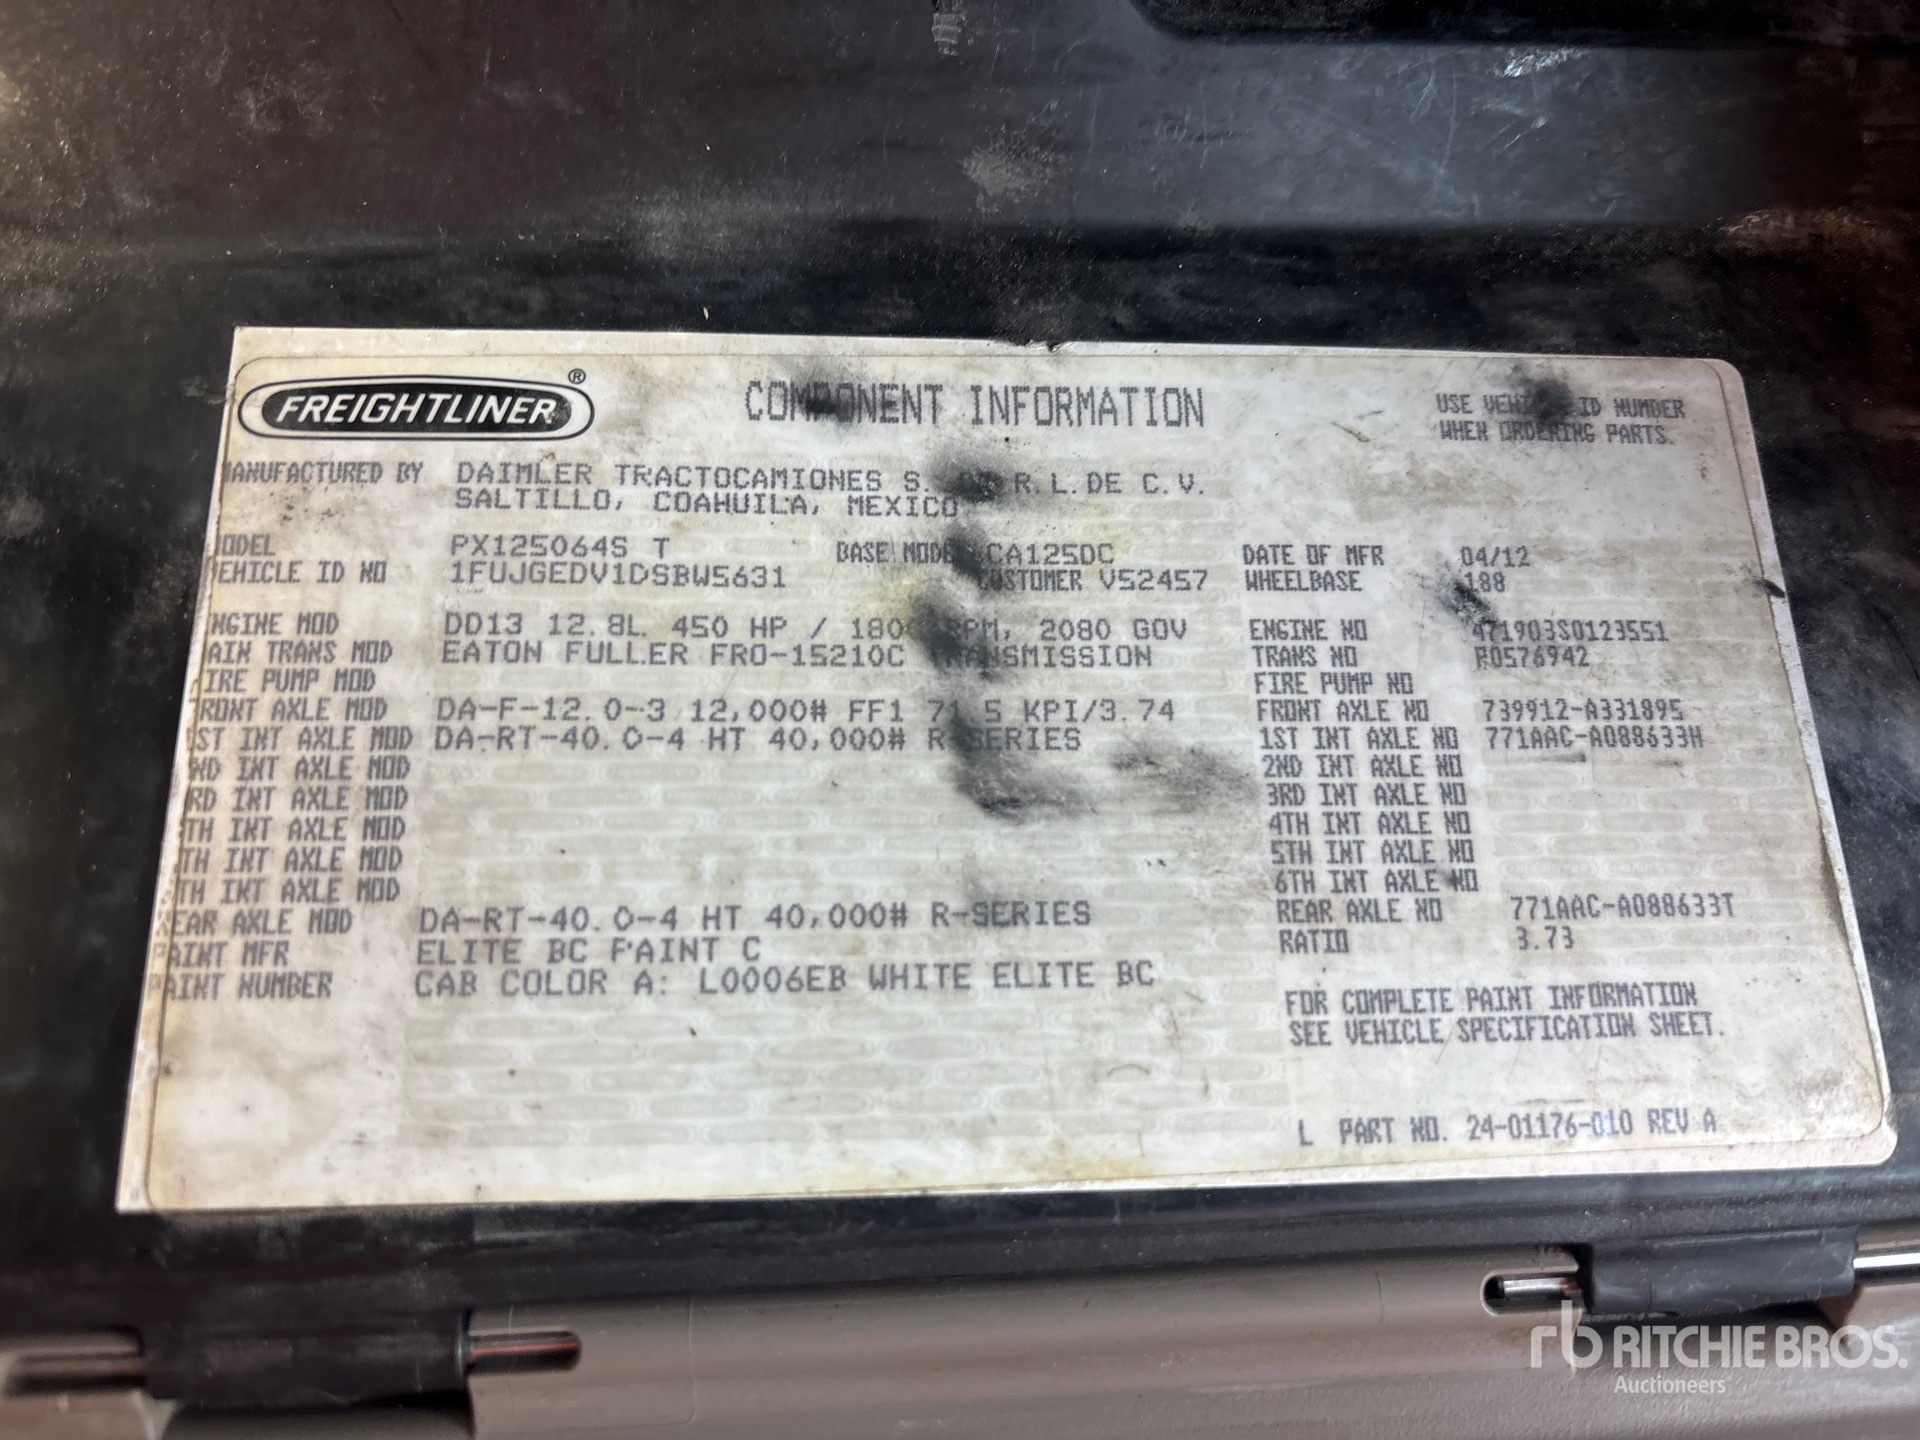 FREIGHTLINER ®
COMPONENT INFORMATION
USE VEHICLE ID NUMBER
WHEN ORDERING PARTS.
MANUFACTURED BY DAIMLER TRACTOCAMIONES S. R.L.DE C.V.
SALTILLO, COAHUILA, MEXICO
MODEL PX125064S T BASE MODEL CA125DC DATE OF MFR 04/12
VEHICLE ID NO 1FUJGEDV1DSBW5631 CUSTOMER V52457 WHEELBASE 188
ENGINE MOD DD13 12.8L 450 HP / 1800 RPM, 2080 GOV ENGINE NO 471903S0123551
MAIN TRANS MOD EATON FULLER FRO-15210C TRANSMISSION TRANS NO
FIRE PUMP MOD FIRE PUMP NO
FRONT AXLE MOD DA-F-12.0-3 12,000# FF1 71.5 KPI/3.74 FRONT AXLE NO 739912-A331895
1ST INT AXLE MOD DA-RT-40.0-4 HT 40,000# R-SERIES 1ST INT AXLE NO 771AAC-A088633H
2ND INT AXLE MOD 2ND INT AXLE NO
3RD INT AXLE MOD 3RD INT AXLE NO
4TH INT AXLE MOD 4TH INT AXLE NO
5TH INT AXLE MOD 5TH INT AXLE NO
6TH INT AXLE MOD 6TH INT AXLE NO
REAR AXLE MOD DA-RT-40.0-4 HT 40,000# R-SERIES REAR AXLE NO 771AAC-A088633T
PAINT MFR ELITE BC PAINT C RATIO 3.73
PAINT NUMBER CAB COLOR A: L0006EB WHITE ELITE BC
FOR COMPLETE PAINT INFORMATION
SEE VEHICLE SPECIFICATION SHEET.
L PART NO. 24-01176-010 REV A
rb RITCHIE BROS.
Auctioneers